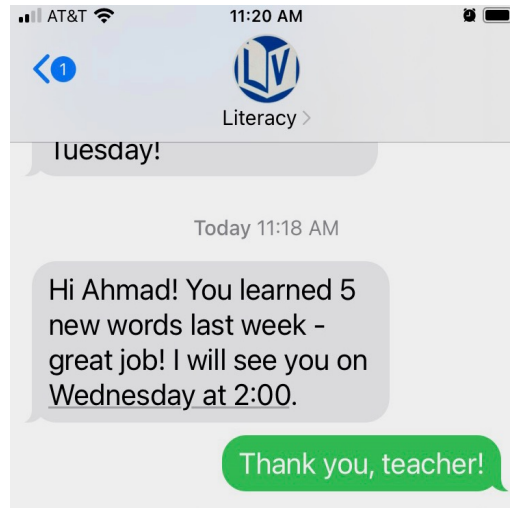 AT&T 11:20 AM
1
LV
Literacy
Tuesday!
Today 11:18 AM
Hi Ahmad! You learned 5
new words last week -
great job! I will see you on
Wednesday at 2:00.
Thank you, teacher!